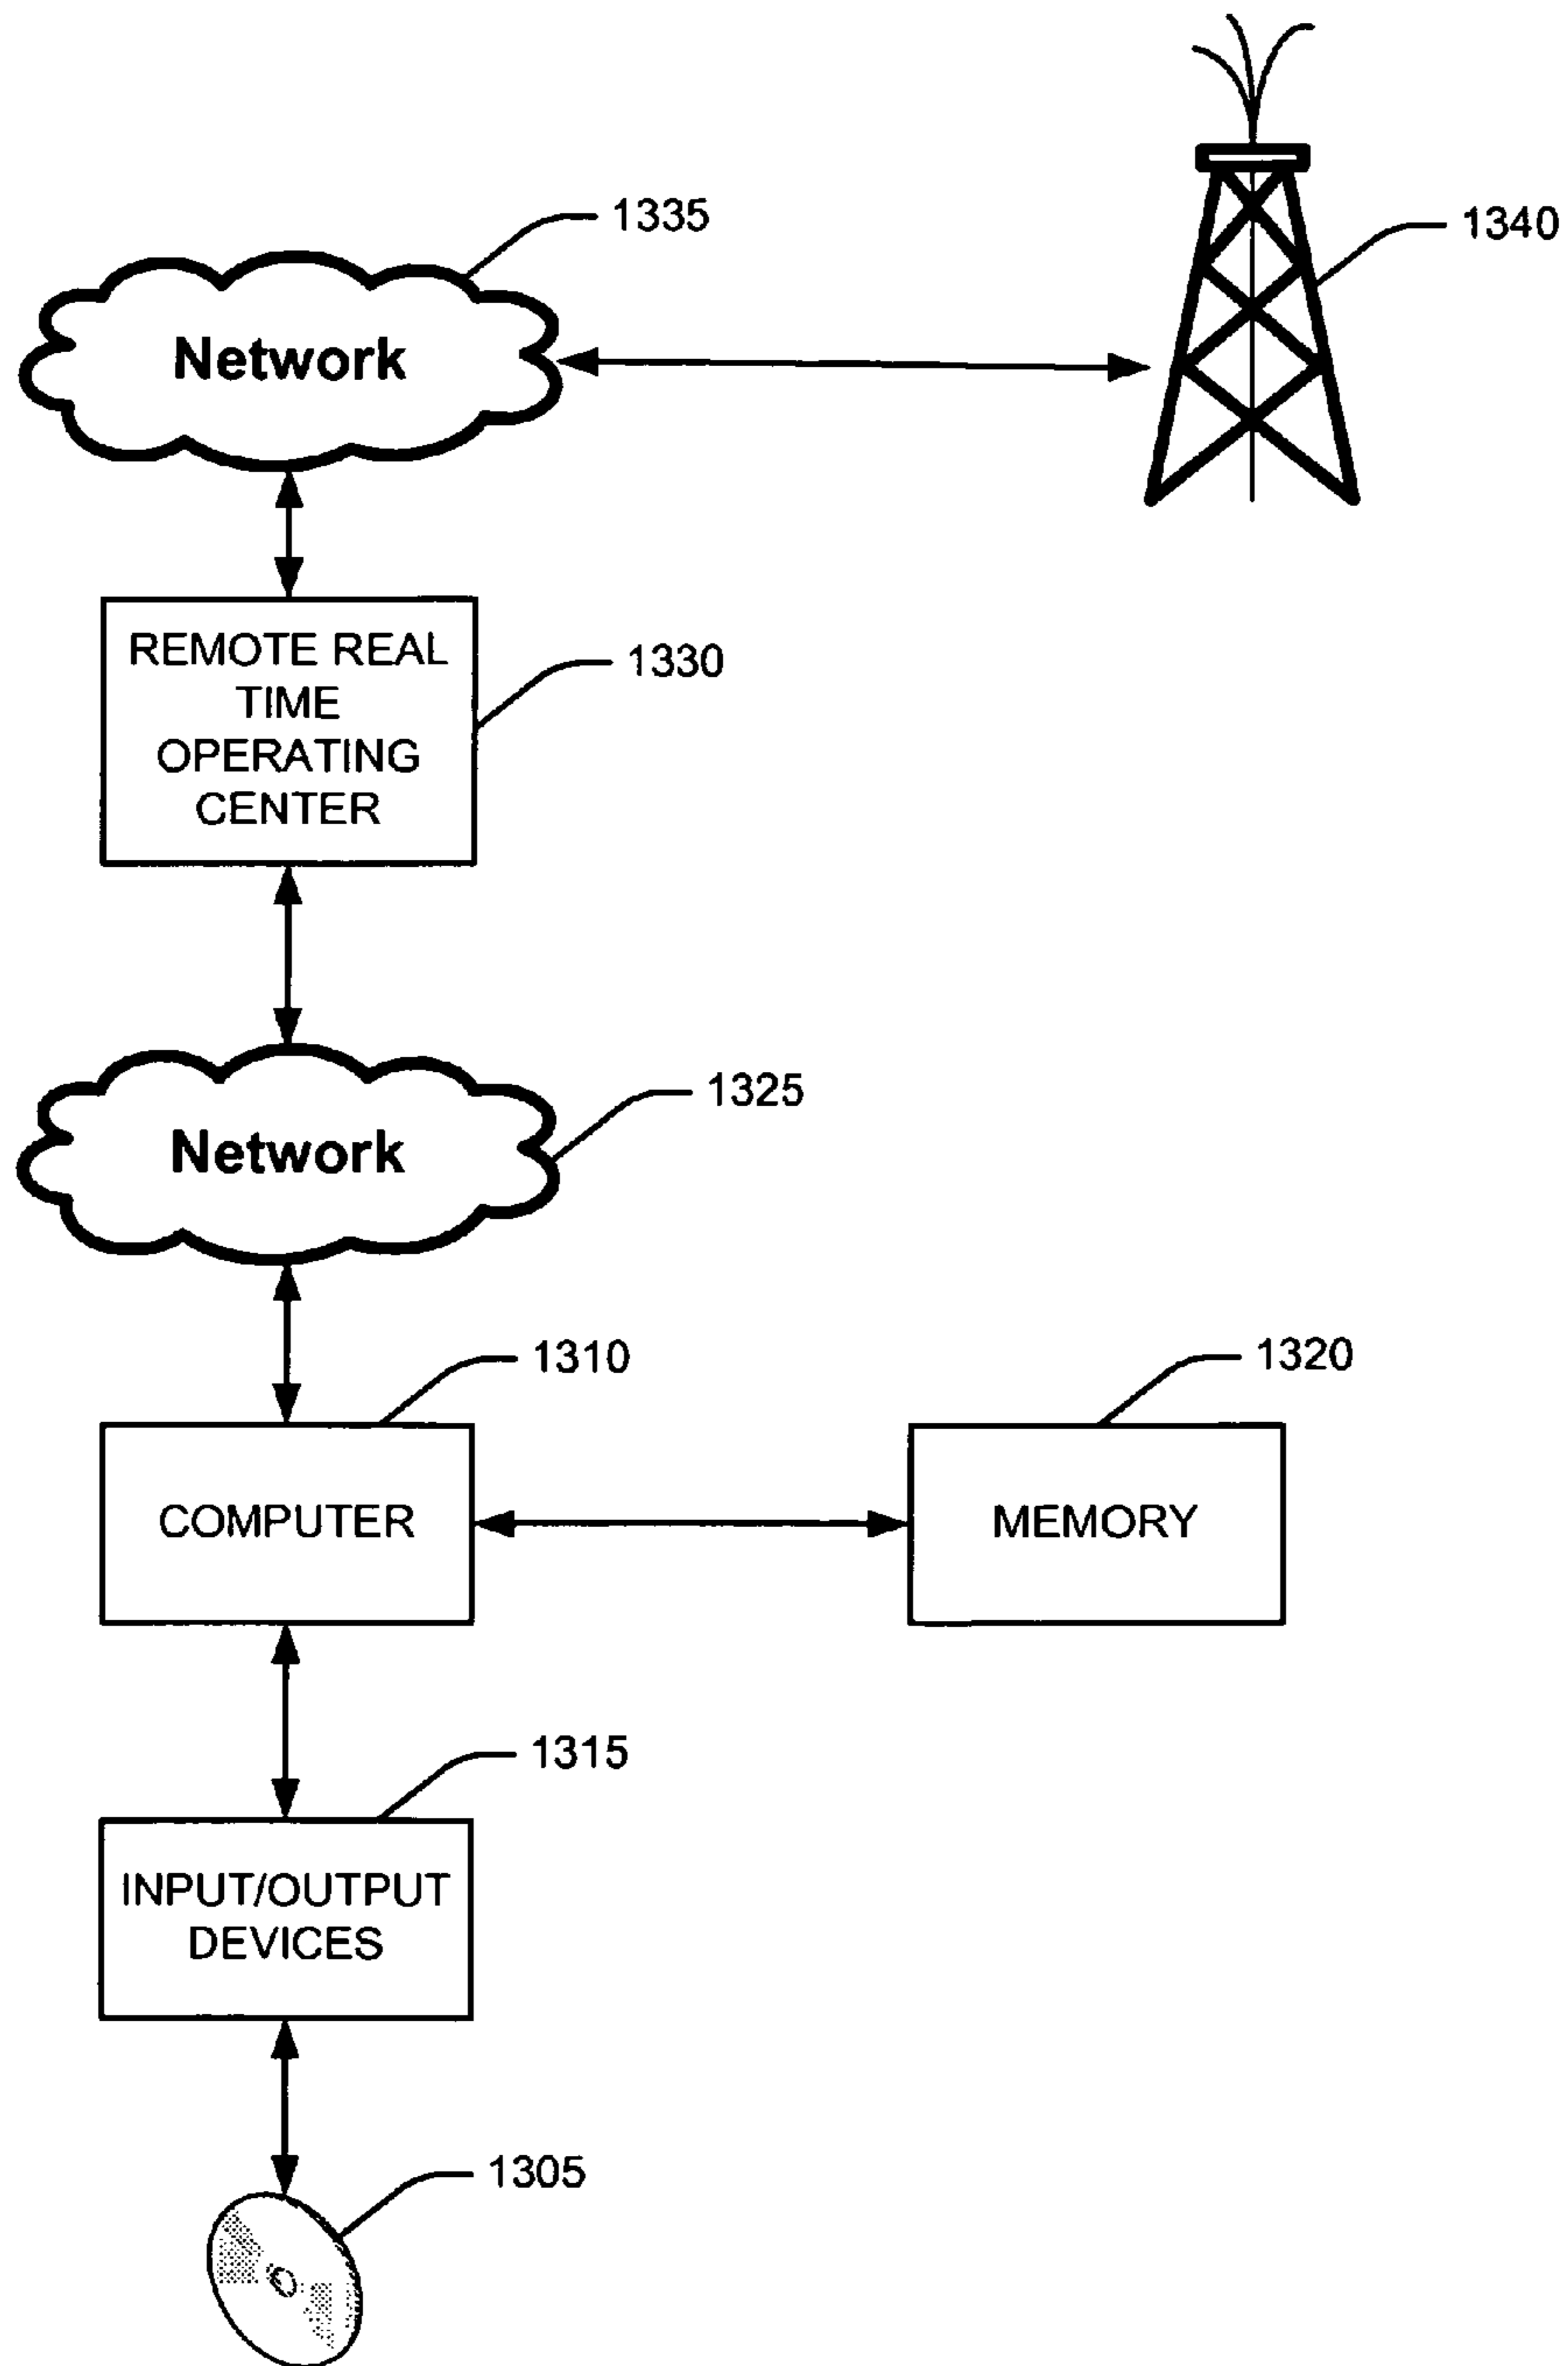 1335
1340
Network
REMOTE REAL
TIME
OPERATING
CENTER
1330
1325
Network
1310
1320
COMPUTER
MEMORY
1315
INPUT/OUTPUT
DEVICES
1305